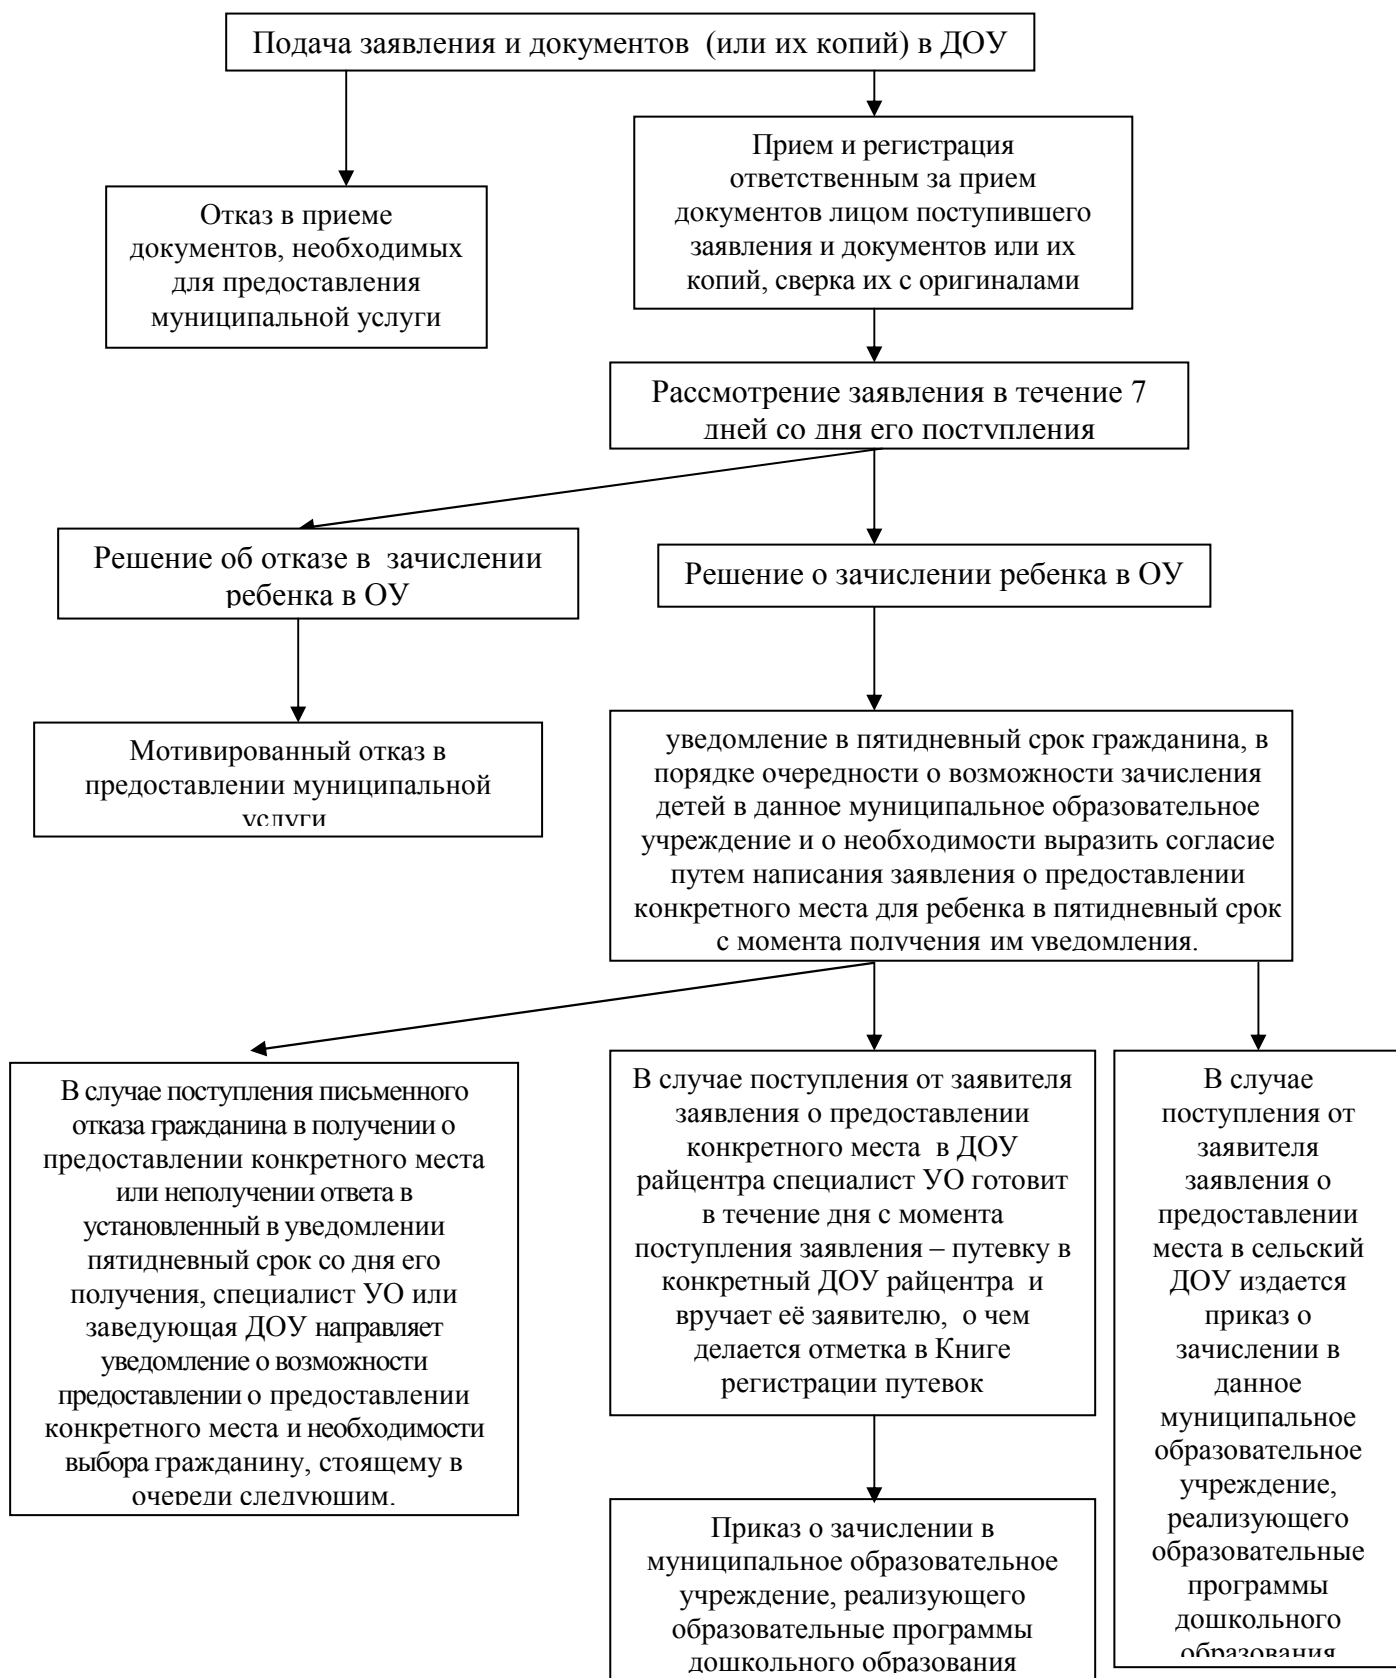 Подача заявления и документов (или их копий) в ДОУ
Прием и регистрация
ответственным за прием
документов лицом поступившего
заявления и документов или их
копий, сверка их с оригиналами
Отказ в приеме
документов, необходимых
для предоставления
муниципальной услуги
Рассмотрение заявления в течение 7
дней со дня его поступления
Решение об отказе в зачислении
ребенка в ОУ
Решение о зачислении ребенка в ОУ
Мотивированный отказ в
предоставлении муниципальной
услуги
уведомление в пятидневный срок гражданина, в
порядке очередности о возможности зачисления
детей в данное муниципальное образовательное
учреждение и о необходимости выразить согласие
путем написания заявления о предоставлении
конкретного места для ребенка в пятидневный срок
с момента получения им уведомления.
В случае поступления письменного
отказа гражданина в получении о
предоставлении конкретного места
или неполучении ответа в
установленный в уведомлении
пятидневный срок со дня его
получения, специалист УО или
заведующая ДОУ направляет
уведомление о возможности
предоставлении о предоставлении
конкретного места и необходимости
выбора гражданину, стоящему в
очереди следующим.
В случае поступления от заявителя
заявления о предоставлении
конкретного места в ДОУ
райцентра специалист УО готовит
в течение дня с момента
поступления заявления – путевку в
конкретный ДОУ райцентра и
вручает её заявителю, о чем
делается отметка в Книге
регистрации путевок
В случае
поступления от
заявителя
заявления о
предоставлении
места в сельский
ДОУ издается
приказ о
зачислении в
данное
муниципальное
образовательное
учреждение,
реализующего
образовательные
программы
дошкольного
образования
Приказ о зачислении в
муниципальное образовательное
учреждение, реализующего
образовательные программы
дошкольного образования